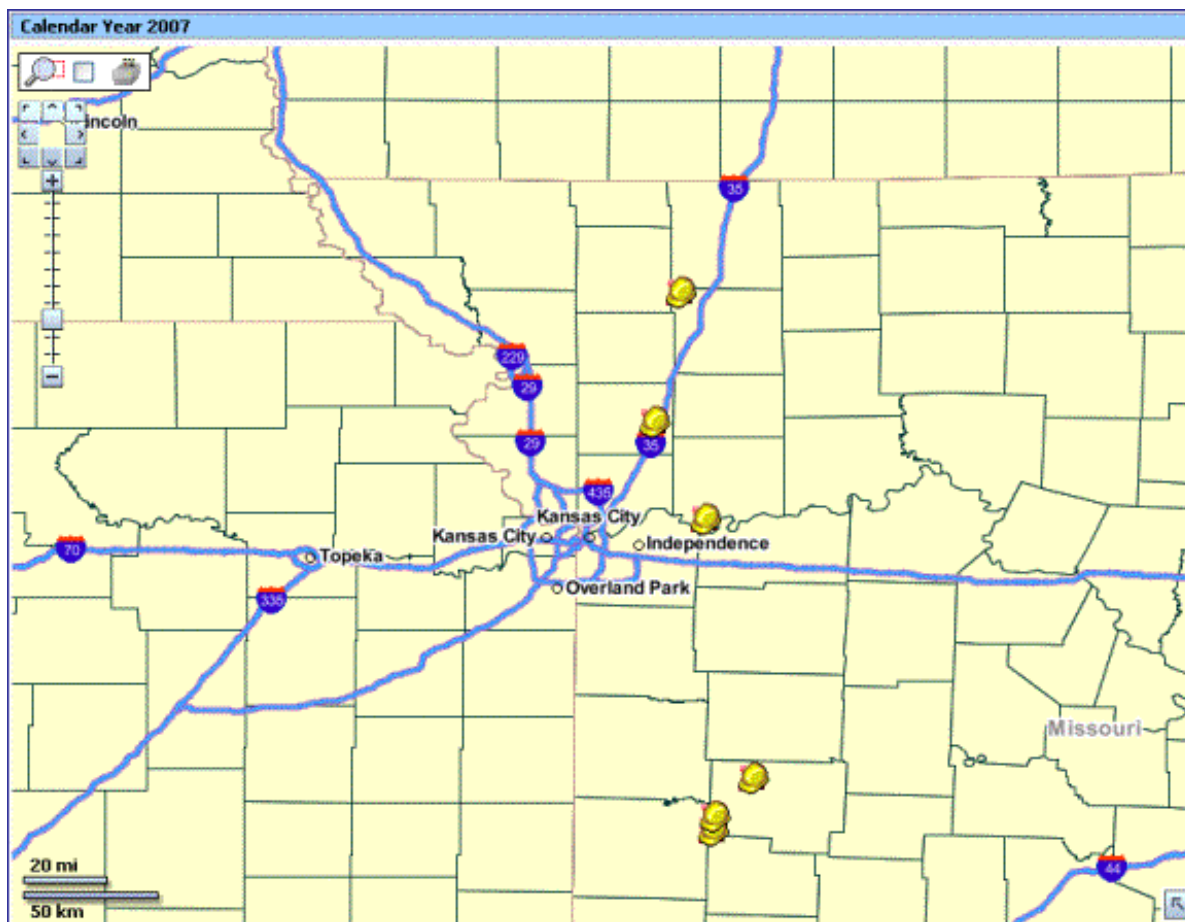 Calendar Year 2007
incoln
35
229
29
29
35
435
Kansas City
Kansas City
Independence
70
Topeka
Overland Park
335
Missouri
20 mi
44
50 km